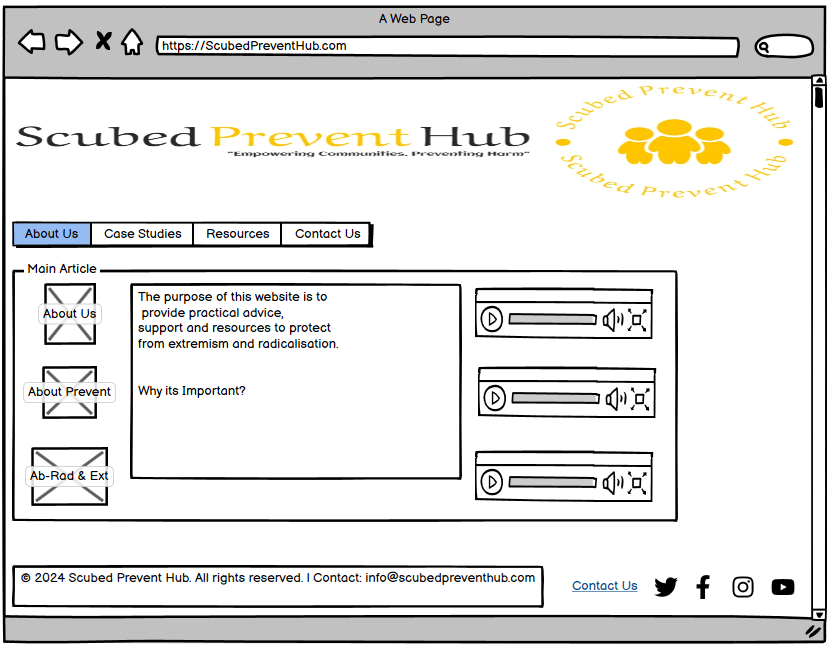 A Web Page
https://ScubedPreventHub.com
Scubed Prevent Hub
"Empowering Communities. Preventing Harm"
Scubed Prevent Hub
Scubed Prevent Hub
About Us
Case Studies
Resources
Contact Us
Main Article
About Us
The purpose of this website is to
provide practical advice,
support and resources to protect
from extremism and radicalisation.
About Prevent
Why its Important?
Ab-Rad & Ext
© 2024 Scubed Prevent Hub. All rights reserved. | Contact: info@scubedpreventhub.com
Contact Us